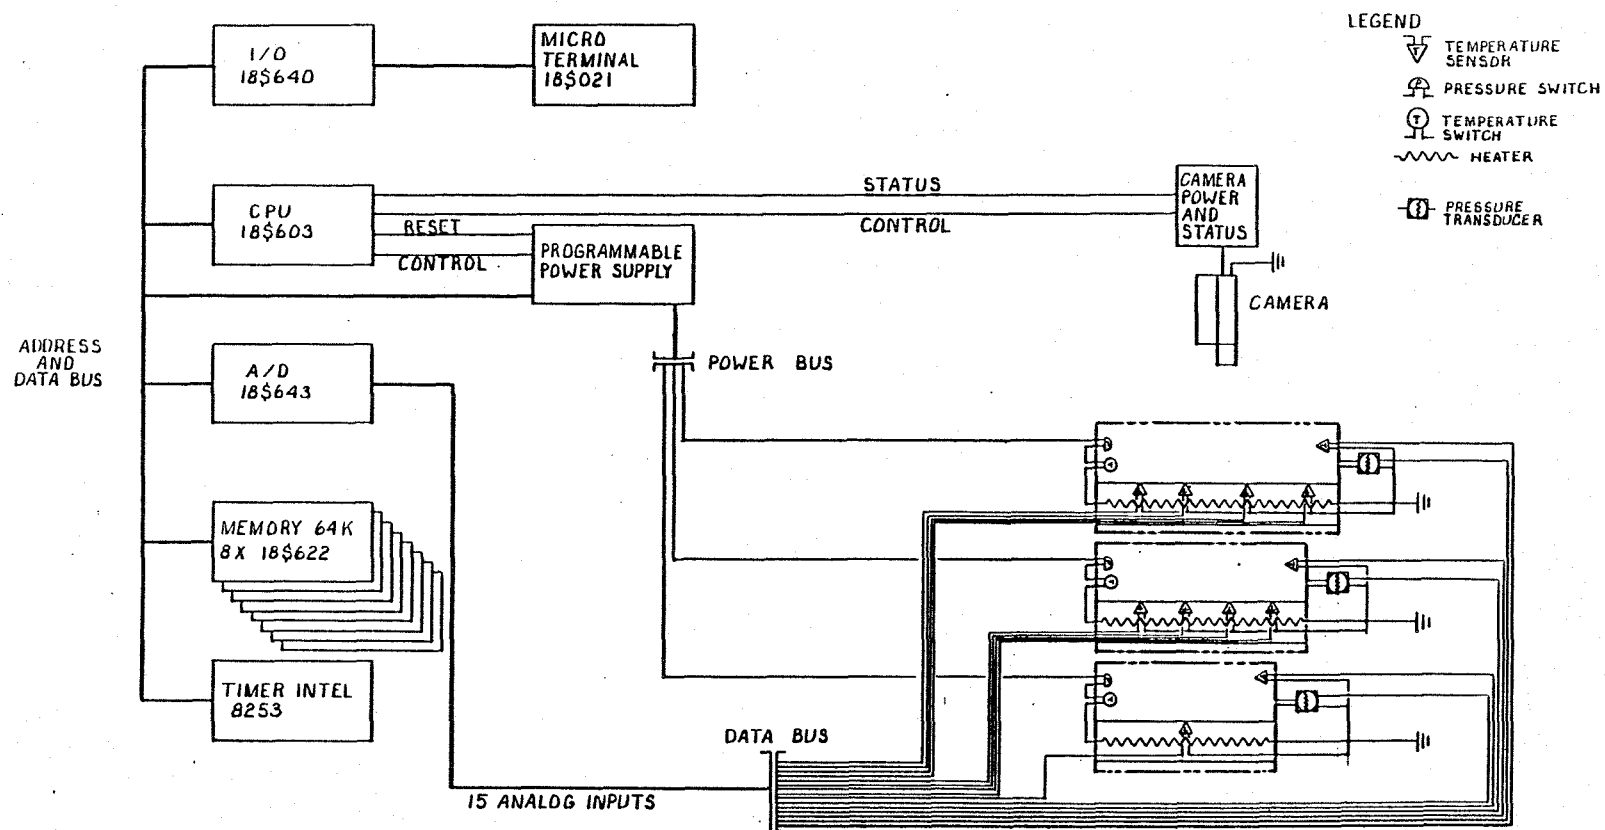 LEGEND
TEMPERATURE
SENSOR
PRESSURE SWITCH
TEMPERATURE
SWITCH
HEATER
PRESSURE
TRANSDUCER
I/O
18$640
MICRO
TERMINAL
18$021
CPU
18$603
STATUS
CONTROL
RESET
CONTROL
PROGRAMMABLE
POWER SUPPLY
CAMERA
POWER
AND
STATUS
CAMERA
ADDRESS
AND
DATA BUS
A/D
18$643
POWER BUS
MEMORY 64K
8X 18$622
TIMER INTEL
8253
DATA BUS
15 ANALOG INPUTS